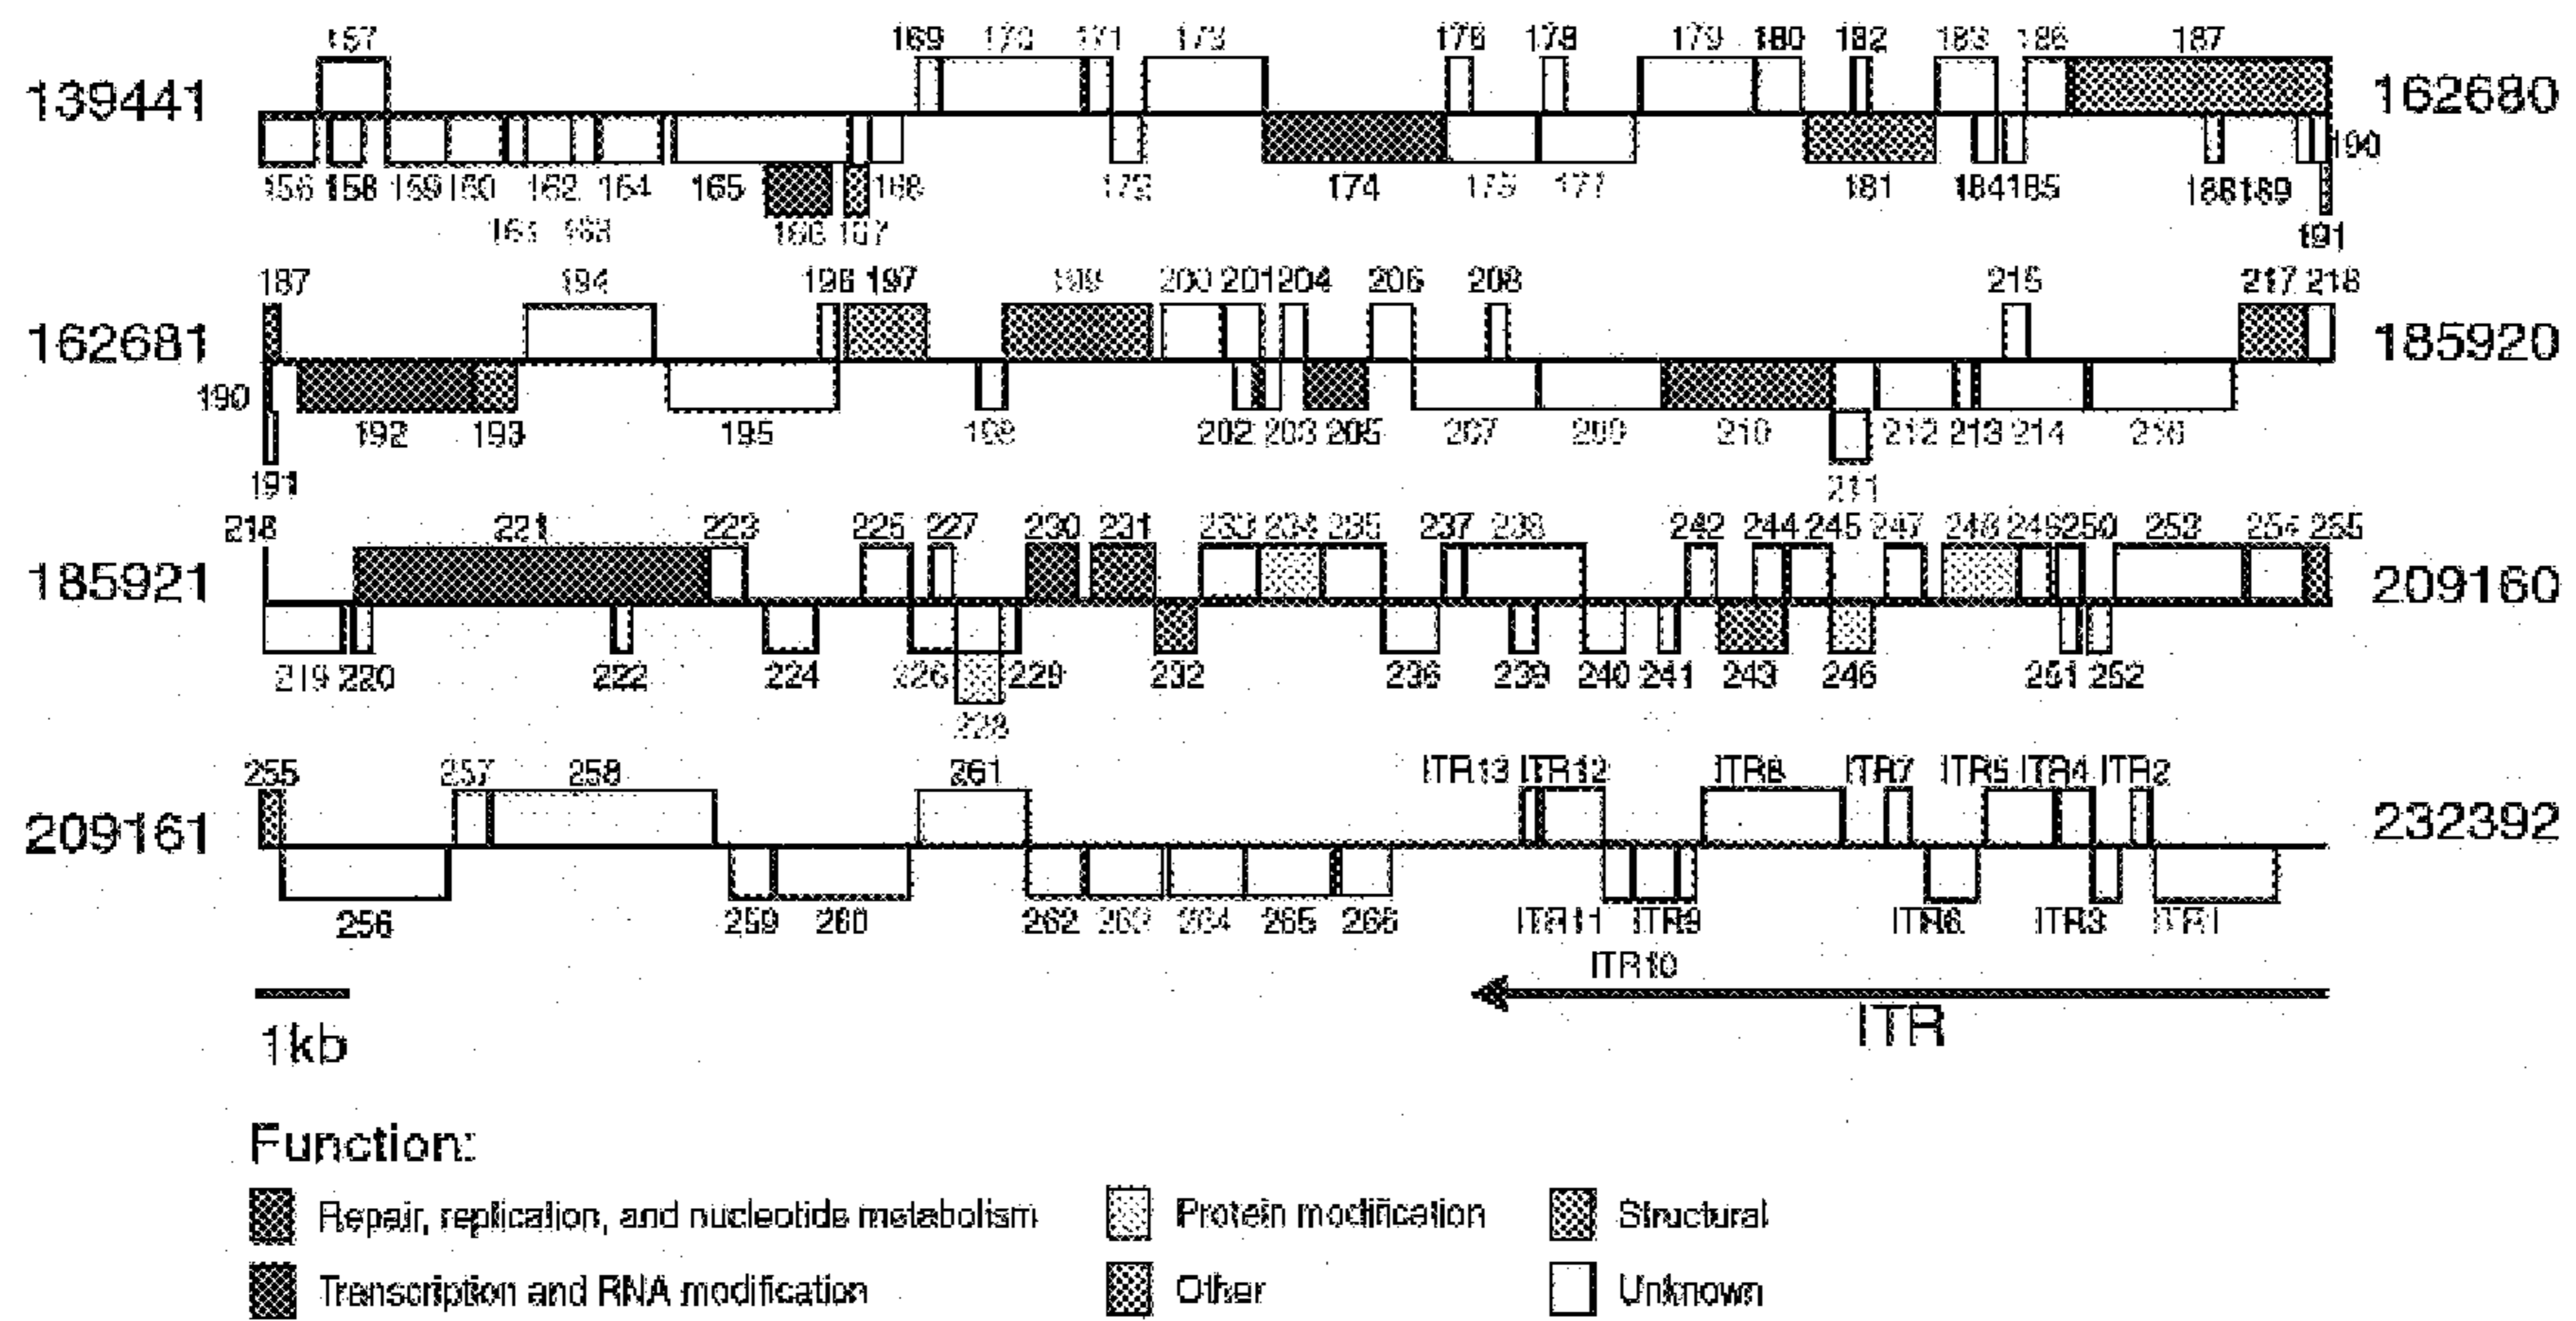 157 169 170 171 173 176 178 179 180 182 183 186 187
139441 162680
190
156 158 159 160 162 164 165 168 172 174 175 177 181 184 185 188 189
161 163 166 167 191
187 194 196 197 199 200 201 204 206 208 215 217 218
162681 185920
190
192 193 195 198 202 203 205 207 209 210 212 213 214 216
191 211
218 221 223 225 227 230 231 233 234 235 237 238 242 244 245 247 248 249 250 253 254 255
185921 209160
219 220 222 224 226 229 232 236 239 240 241 243 246 251 252
228
255 257 258 261 ITR13 ITR12 ITR8 ITR7 ITR5 ITR4 ITR2
209161 232392
256 259 260 262 263 264 265 266 ITR11 ITR9 ITR6 ITR3 ITR1
ITR10
1kb ITR
Function:
Repair, replication, and nucleotide metabolism Protein modification Structural
Transcription and RNA modification Other Unknown